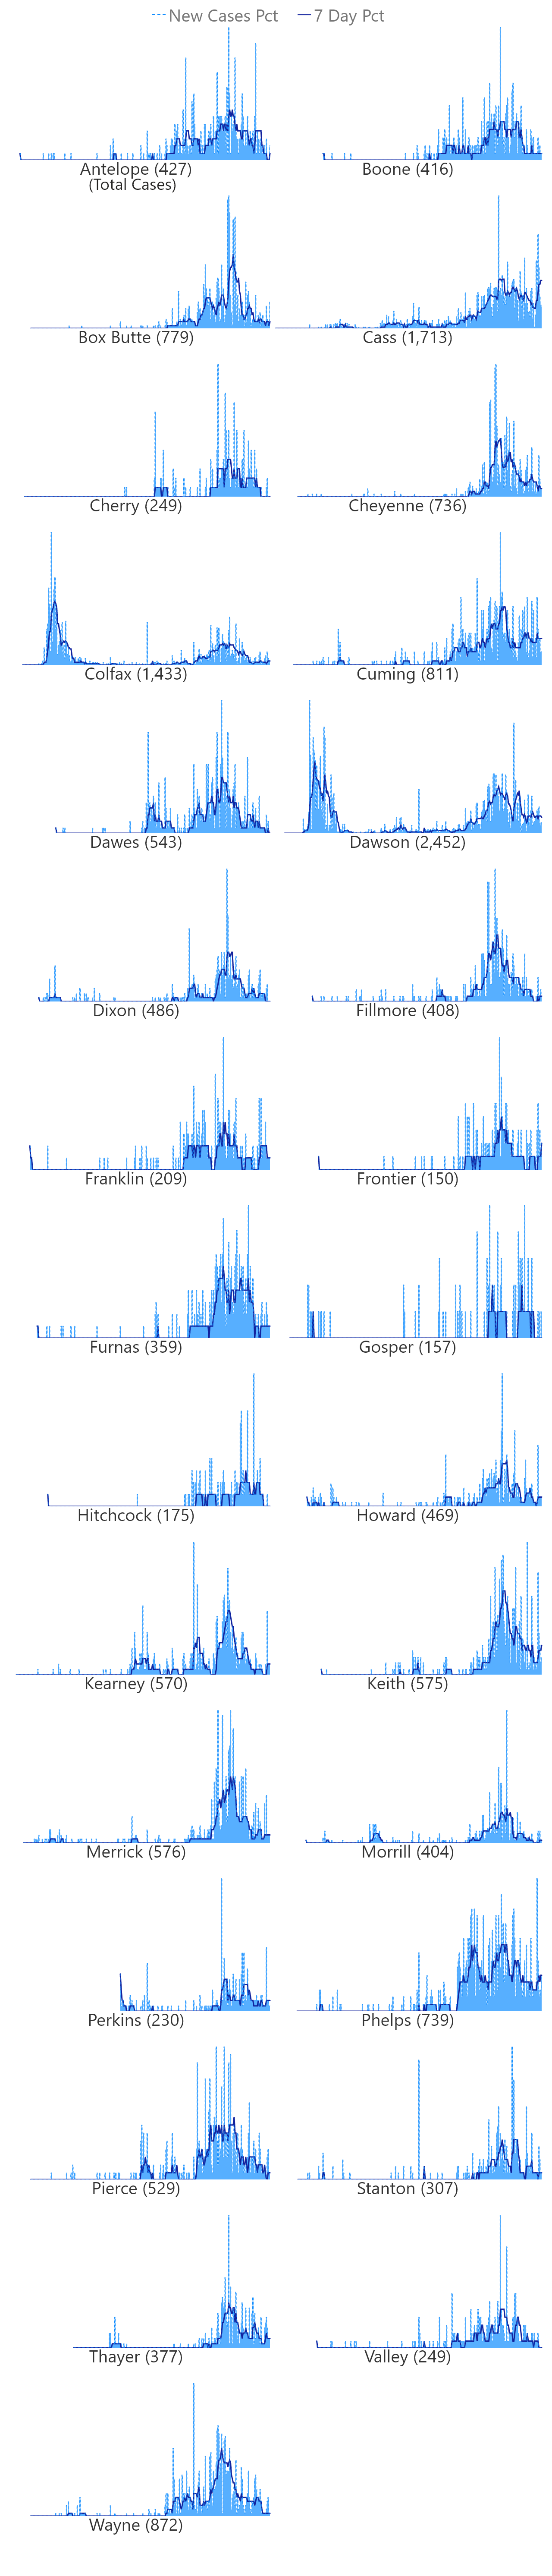 New Cases Pct 7 Day Pct
Antelope (427) Boone (416)
(Total Cases)
Box Butte (779) Cass (1,713)
Cherry (249) Cheyenne (736)
Colfax (1,433) Cuming (811)
Dawes (543) Dawson (2,452)
Dixon (486) Fillmore (408)
Franklin (209) Frontier (150)
Furnas (359) Gosper (157)
Hitchcock (175) Howard (469)
Kearney (570) Keith (575)
Merrick (576) Morrill (404)
Perkins (230) Phelps (739)
Pierce (529) Stanton (307)
Thayer (377) Valley (249)
Wayne (872)